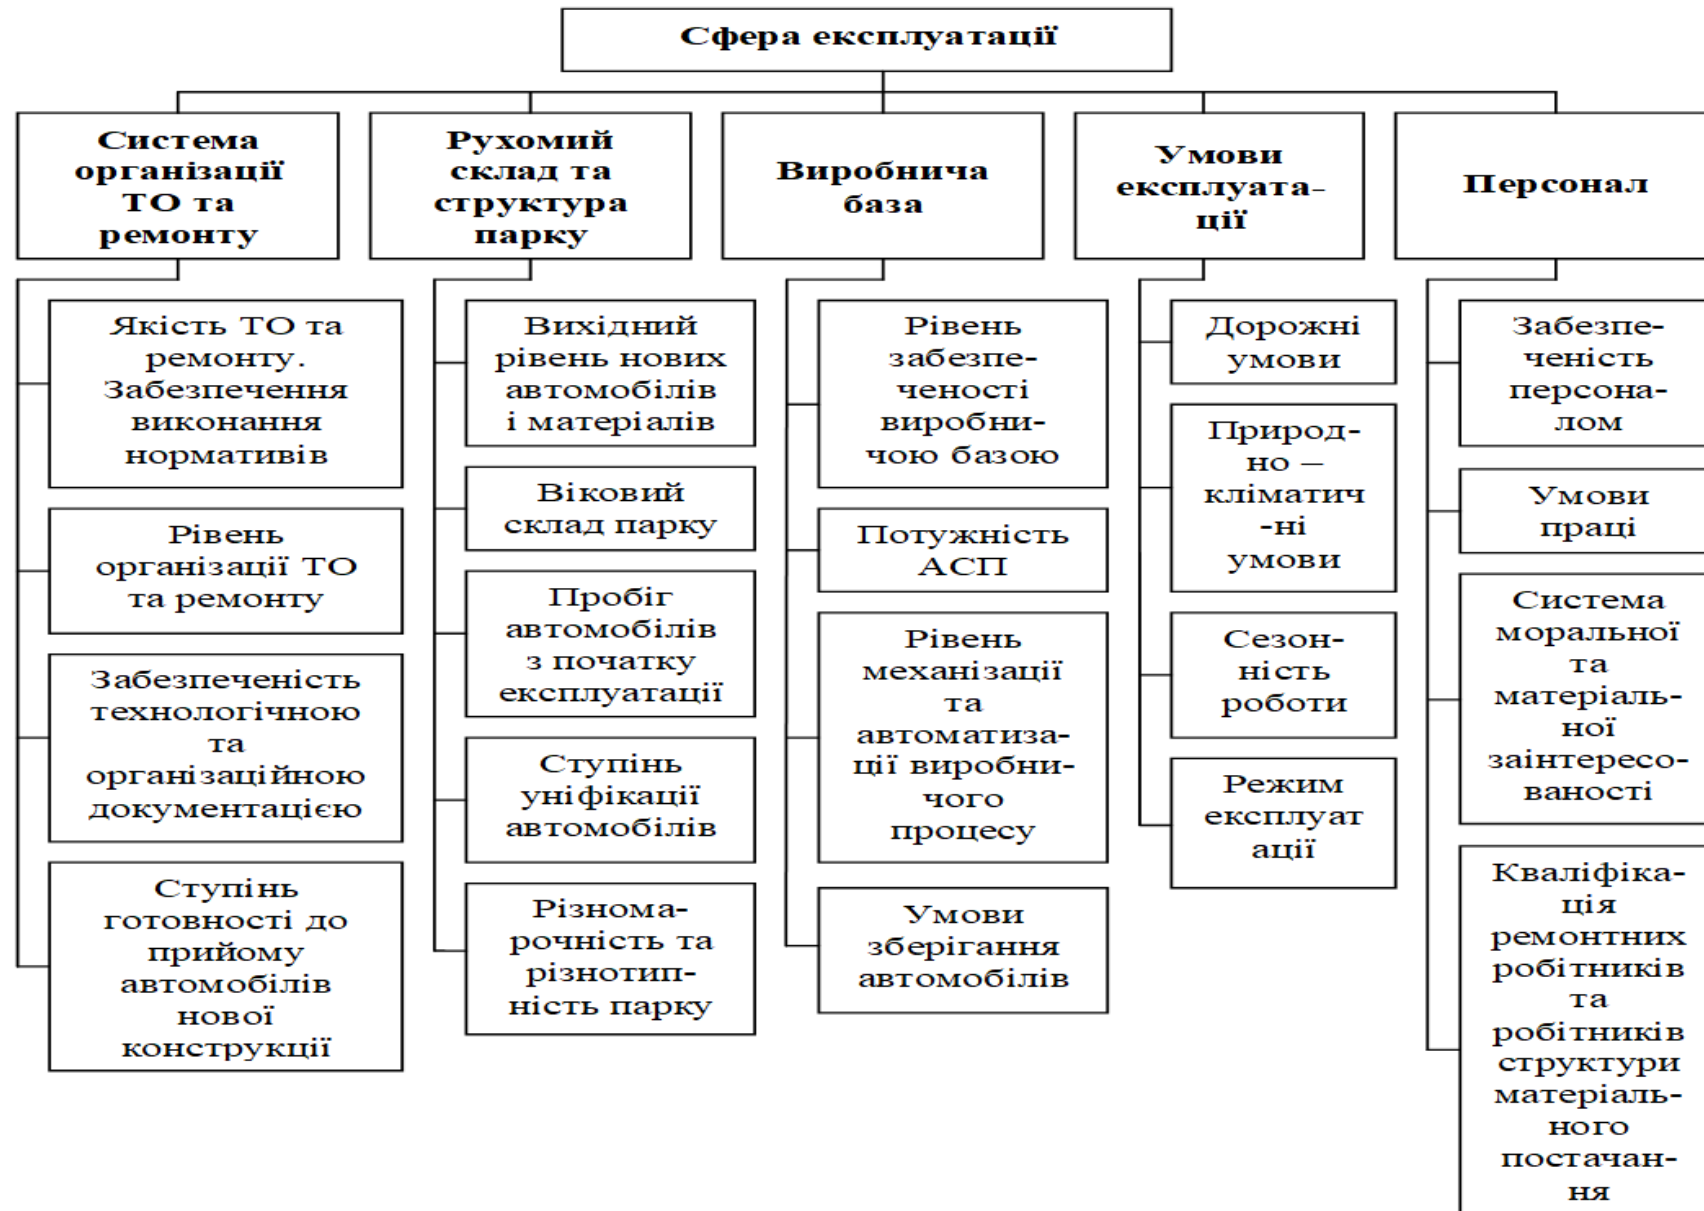 Сфера експлуатації
Система
організації
ТО та
ремонту
Якість ТО та
ремонту.
Забезпечення
виконання
нормативів
Рівень
організації ТО
та ремонту
Забезпеченість
технологічною
та
організаційною
документацією
Ступінь
готовності до
прийому
автомобілів
нової
конструкції
Рухомий
склад та
структура
парку
Вихідний
рівень нових
автомобілів
і матеріалів
Віковий
склад парку
Пробіг
автомобілів
з початку
експлуатації
Ступінь
уніфікації
автомобілів
Різнома-
рочність та
різнотип-
ність парку
Виробнича
база
Рівень
забезпе-
ченості
виробни-
чою базою
Потужність
АСП
Рівень
механізації
та
автоматиза-
ції виробни-
чого
процесу
Умови
зберігання
автомобілів
Умови
експлуата-
ції
Дорожні
умови
Природ-
но –
кліматич
-ні
умови
Сезон-
ність
роботи
Режим
експлуат
ації
Персонал
Забезпе-
ченість
персона-
лом
Умови
праці
Система
моральної
та
матеріаль-
ної
заінтересо-
ваності
Кваліфіка-
ція
ремонтних
робітників
та
робітників
структури
матеріаль-
ного
постачан-
ня